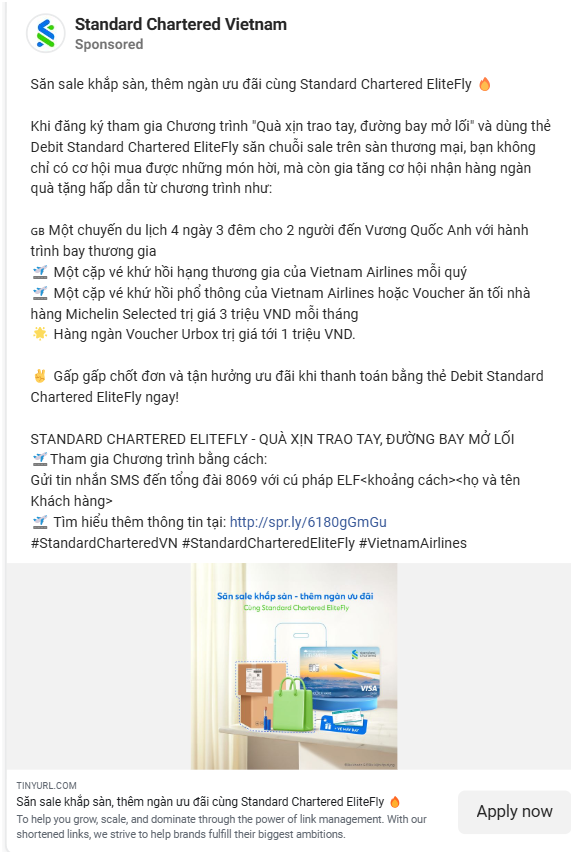 Standard Chartered Vietnam
Sponsored
Săn sale khắp sàn, thêm ngàn ưu đãi cùng Standard Chartered EliteFly 🔥
Khi đăng ký tham gia Chương trình "Quà xịn trao tay, đường bay mở lối" và dùng thẻ
Debit Standard Chartered EliteFly săn chuỗi sale trên sàn thương mại, bạn không
chỉ có cơ hội mua được những món hời, mà còn gia tăng cơ hội nhận hàng ngàn
quà tặng hấp dẫn từ chương trình như:
GB Một chuyến du lịch 4 ngày 3 đêm cho 2 người đến Vương Quốc Anh với hành
trình bay thương gia
🛫 Một cặp vé khứ hồi hạng thương gia của Vietnam Airlines mỗi quý
🛫 Một cặp vé khứ hồi phổ thông của Vietnam Airlines hoặc Voucher ăn tối nhà
hàng Michelin Selected trị giá 3 triệu VND mỗi tháng
🌟 Hàng ngàn Voucher Urbox trị giá tới 1 triệu VND.
✌ Gấp gấp chốt đơn và tận hưởng ưu đãi khi thanh toán bằng thẻ Debit Standard
Chartered EliteFly ngay!
STANDARD CHARTERED ELITEFLY - QUÀ XỊN TRAO TAY, ĐƯỜNG BAY MỞ LỐI
🛫Tham gia Chương trình bằng cách:
Gửi tin nhắn SMS đến tổng đài 8069 với cú pháp ELF<khoảng cách><họ và tên
Khách hàng>
🛫 Tìm hiểu thêm thông tin tại: http://spr.ly/6180gGmGu
#StandardCharteredVN #StandardCharteredEliteFly #VietnamAirlines
Săn sale khắp sàn - thêm ngàn ưu đãi
Cùng Standard Chartered EliteFly
standard
chartered
VISA
VÉ MÁY BAY
TINYURL.COM
Săn sale khắp sàn, thêm ngàn ưu đãi cùng Standard Chartered EliteFly 🔥
To help you grow, scale, and dominate through the power of link management. With our
shortened links, we strive to help brands fulfill their biggest ambitions.
Apply now